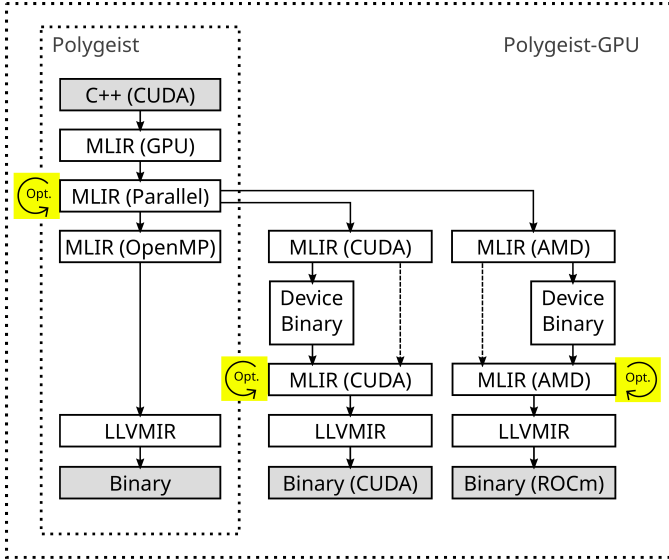 Polygeist
Polygeist-GPU
C++ (CUDA)
MLIR (GPU)
Opt.
MLIR (Parallel)
MLIR (OpenMP)
MLIR (CUDA)
MLIR (AMD)
Device
Binary
Device
Binary
Opt.
MLIR (CUDA)
MLIR (AMD)
Opt.
LLVMIR
LLVMIR
LLVMIR
Binary
Binary (CUDA)
Binary (ROCm)